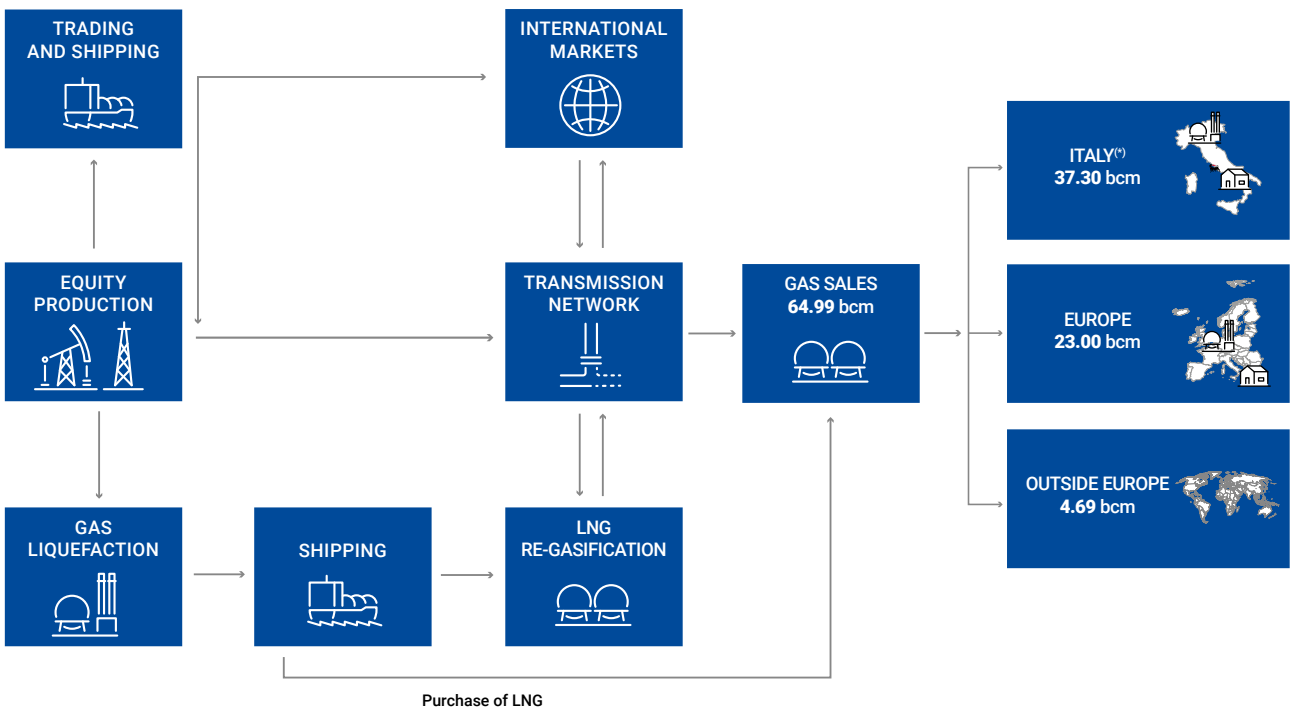 TRADING
AND SHIPPING
INTERNATIONAL
MARKETS
ITALY(*)
37.30 bcm
EQUITY
PRODUCTION
TRANSMISSION
NETWORK
GAS SALES
64.99 bcm
EUROPE
23.00 bcm
OUTSIDE EUROPE
4.69 bcm
GAS
LIQUEFACTION
SHIPPING
LNG
RE-GASIFICATION
Purchase of LNG